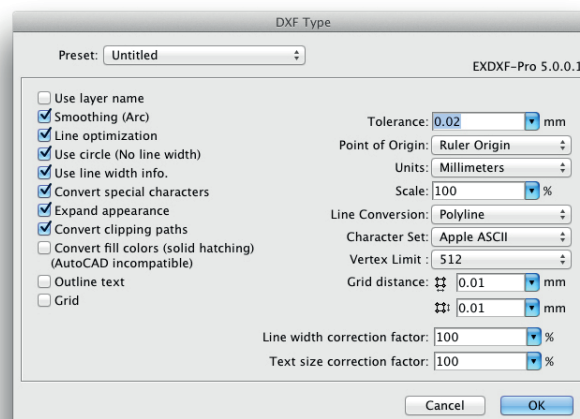 DXF Type
Preset: Untitled
EXDXF-Pro 5.0.0.1
Use layer name
Smoothing (Arc)
Line optimization
Use circle (No line width)
Use line width info.
Convert special characters
Expand appearance
Convert clipping paths
Convert fill colors (solid hatching)
(AutoCAD incompatible)
Outline text
Grid
Tolerance: 0.02 mm
Point of Origin: Ruler Origin
Units: Millimeters
Scale: 100 %
Line Conversion: Polyline
Character Set: Apple ASCII
Vertex Limit : 512
Grid distance: 0.01 mm
0.01 mm
Line width correction factor: 100 %
Text size correction factor: 100 %
Cancel OK